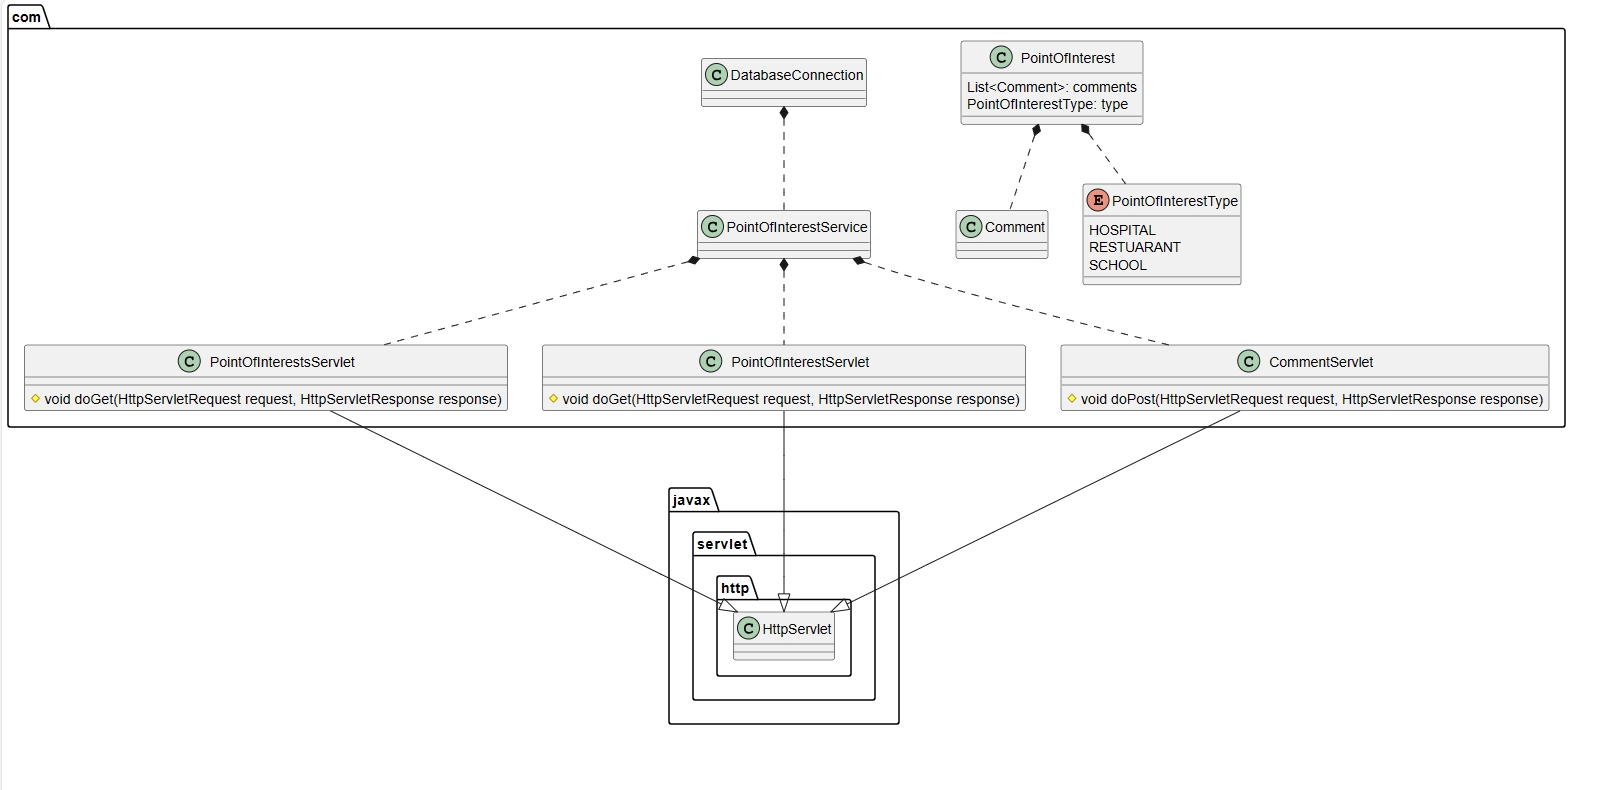 com
C DatabaseConnection
C PointOfInterest
List<Comment>: comments
PointOfInterestType: type
C PointOfInterestService
C Comment
E PointOfInterestType
HOSPITAL
RESTUARANT
SCHOOL
C PointOfInterestsServlet
void doGet(HttpServletRequest request, HttpServletResponse response)
C PointOfInterestServlet
void doGet(HttpServletRequest request, HttpServletResponse response)
C CommentServlet
void doPost(HttpServletRequest request, HttpServletResponse response)
javax
servlet
http
C HttpServlet